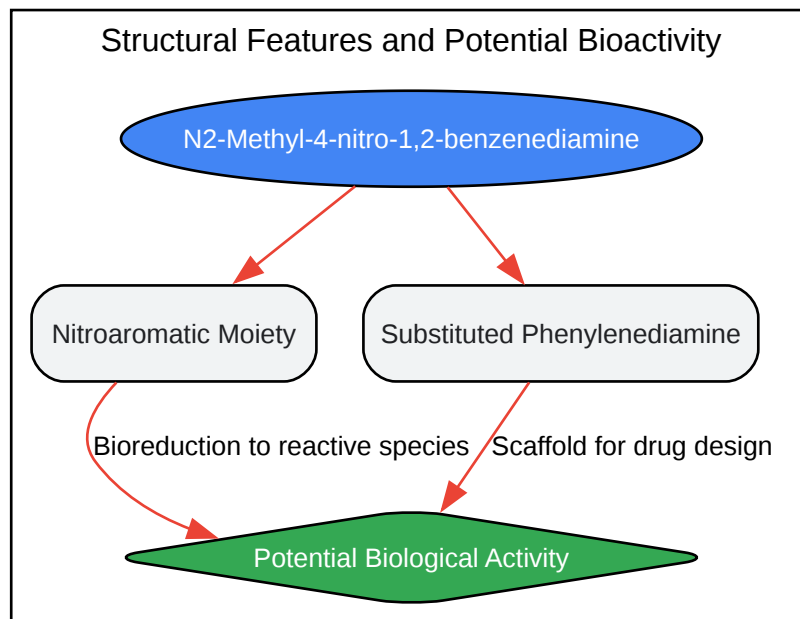 Structural Features and Potential Bioactivity
N2-Methyl-4-nitro-1,2-benzenediamine
Nitroaromatic Moiety
Substituted Phenylenediamine
Bioreduction to reactive species
Scaffold for drug design
Potential Biological Activity